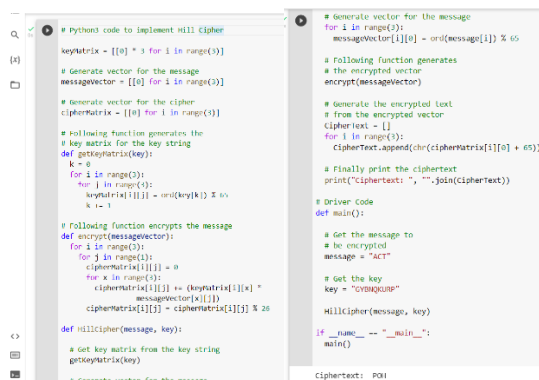 # Python3 code to implement Hill Cipher
keyMatrix = [[0] * 3 for i in range(3)]
# Generate vector for the message
messageVector = [[0] for i in range(3)]
# Generate vector for the cipher
cipherMatrix = [[0] for i in range(3)]
# Following function generates the
# key matrix for the key string
def getKeyMatrix(key):
k = 0
for i in range(3):
for j in range(3):
keyMatrix[i][j] = ord(key[k]) % 65
k += 1
# Following function encrypts the message
def encrypt(messageVector):
for i in range(3):
for j in range(1):
cipherMatrix[i][j] = 0
for x in range(3):
cipherMatrix[i][j] += (keyMatrix[i][x] *
messageVector[x][j])
cipherMatrix[i][j] = cipherMatrix[i][j] % 26
def HillCipher(message, key):
# Get key matrix from the key string
getKeyMatrix(key)
# Generate vector for the message
# Generate vector for the message
for i in range(3):
messageVector[i][0] = ord(message[i]) % 65
# Following function generates
# the encrypted vector
encrypt(messageVector)
# Generate the encrypted text
# from the encrypted vector
CipherText = []
for i in range(3):
CipherText.append(chr(cipherMatrix[i][0] + 65))
# Finally print the ciphertext
print("Ciphertext: ", "".join(CipherText))
# Driver Code
def main():
# Get the message to
# be encrypted
message = "ACT"
# Get the key
key = "GYBNQKURP"
HillCipher(message, key)
if __name__ == "__main__":
main()
Ciphertext: POH